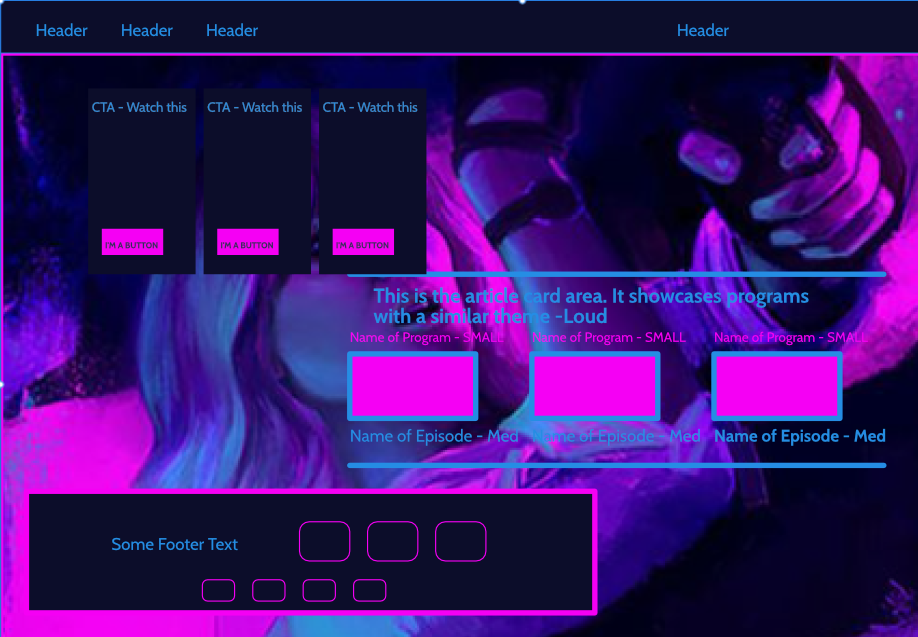 Header Header Header Header
CTA - Watch this CTA - Watch this CTA - Watch this
I'M A BUTTON I'M A BUTTON I'M A BUTTON
This is the article card area. It showcases programs
with a similar theme -Loud
Name of Program - SMALL Name of Program - SMALL Name of Program - SMALL
Name of Episode - Med Name of Episode - Med Name of Episode - Med
Some Footer Text